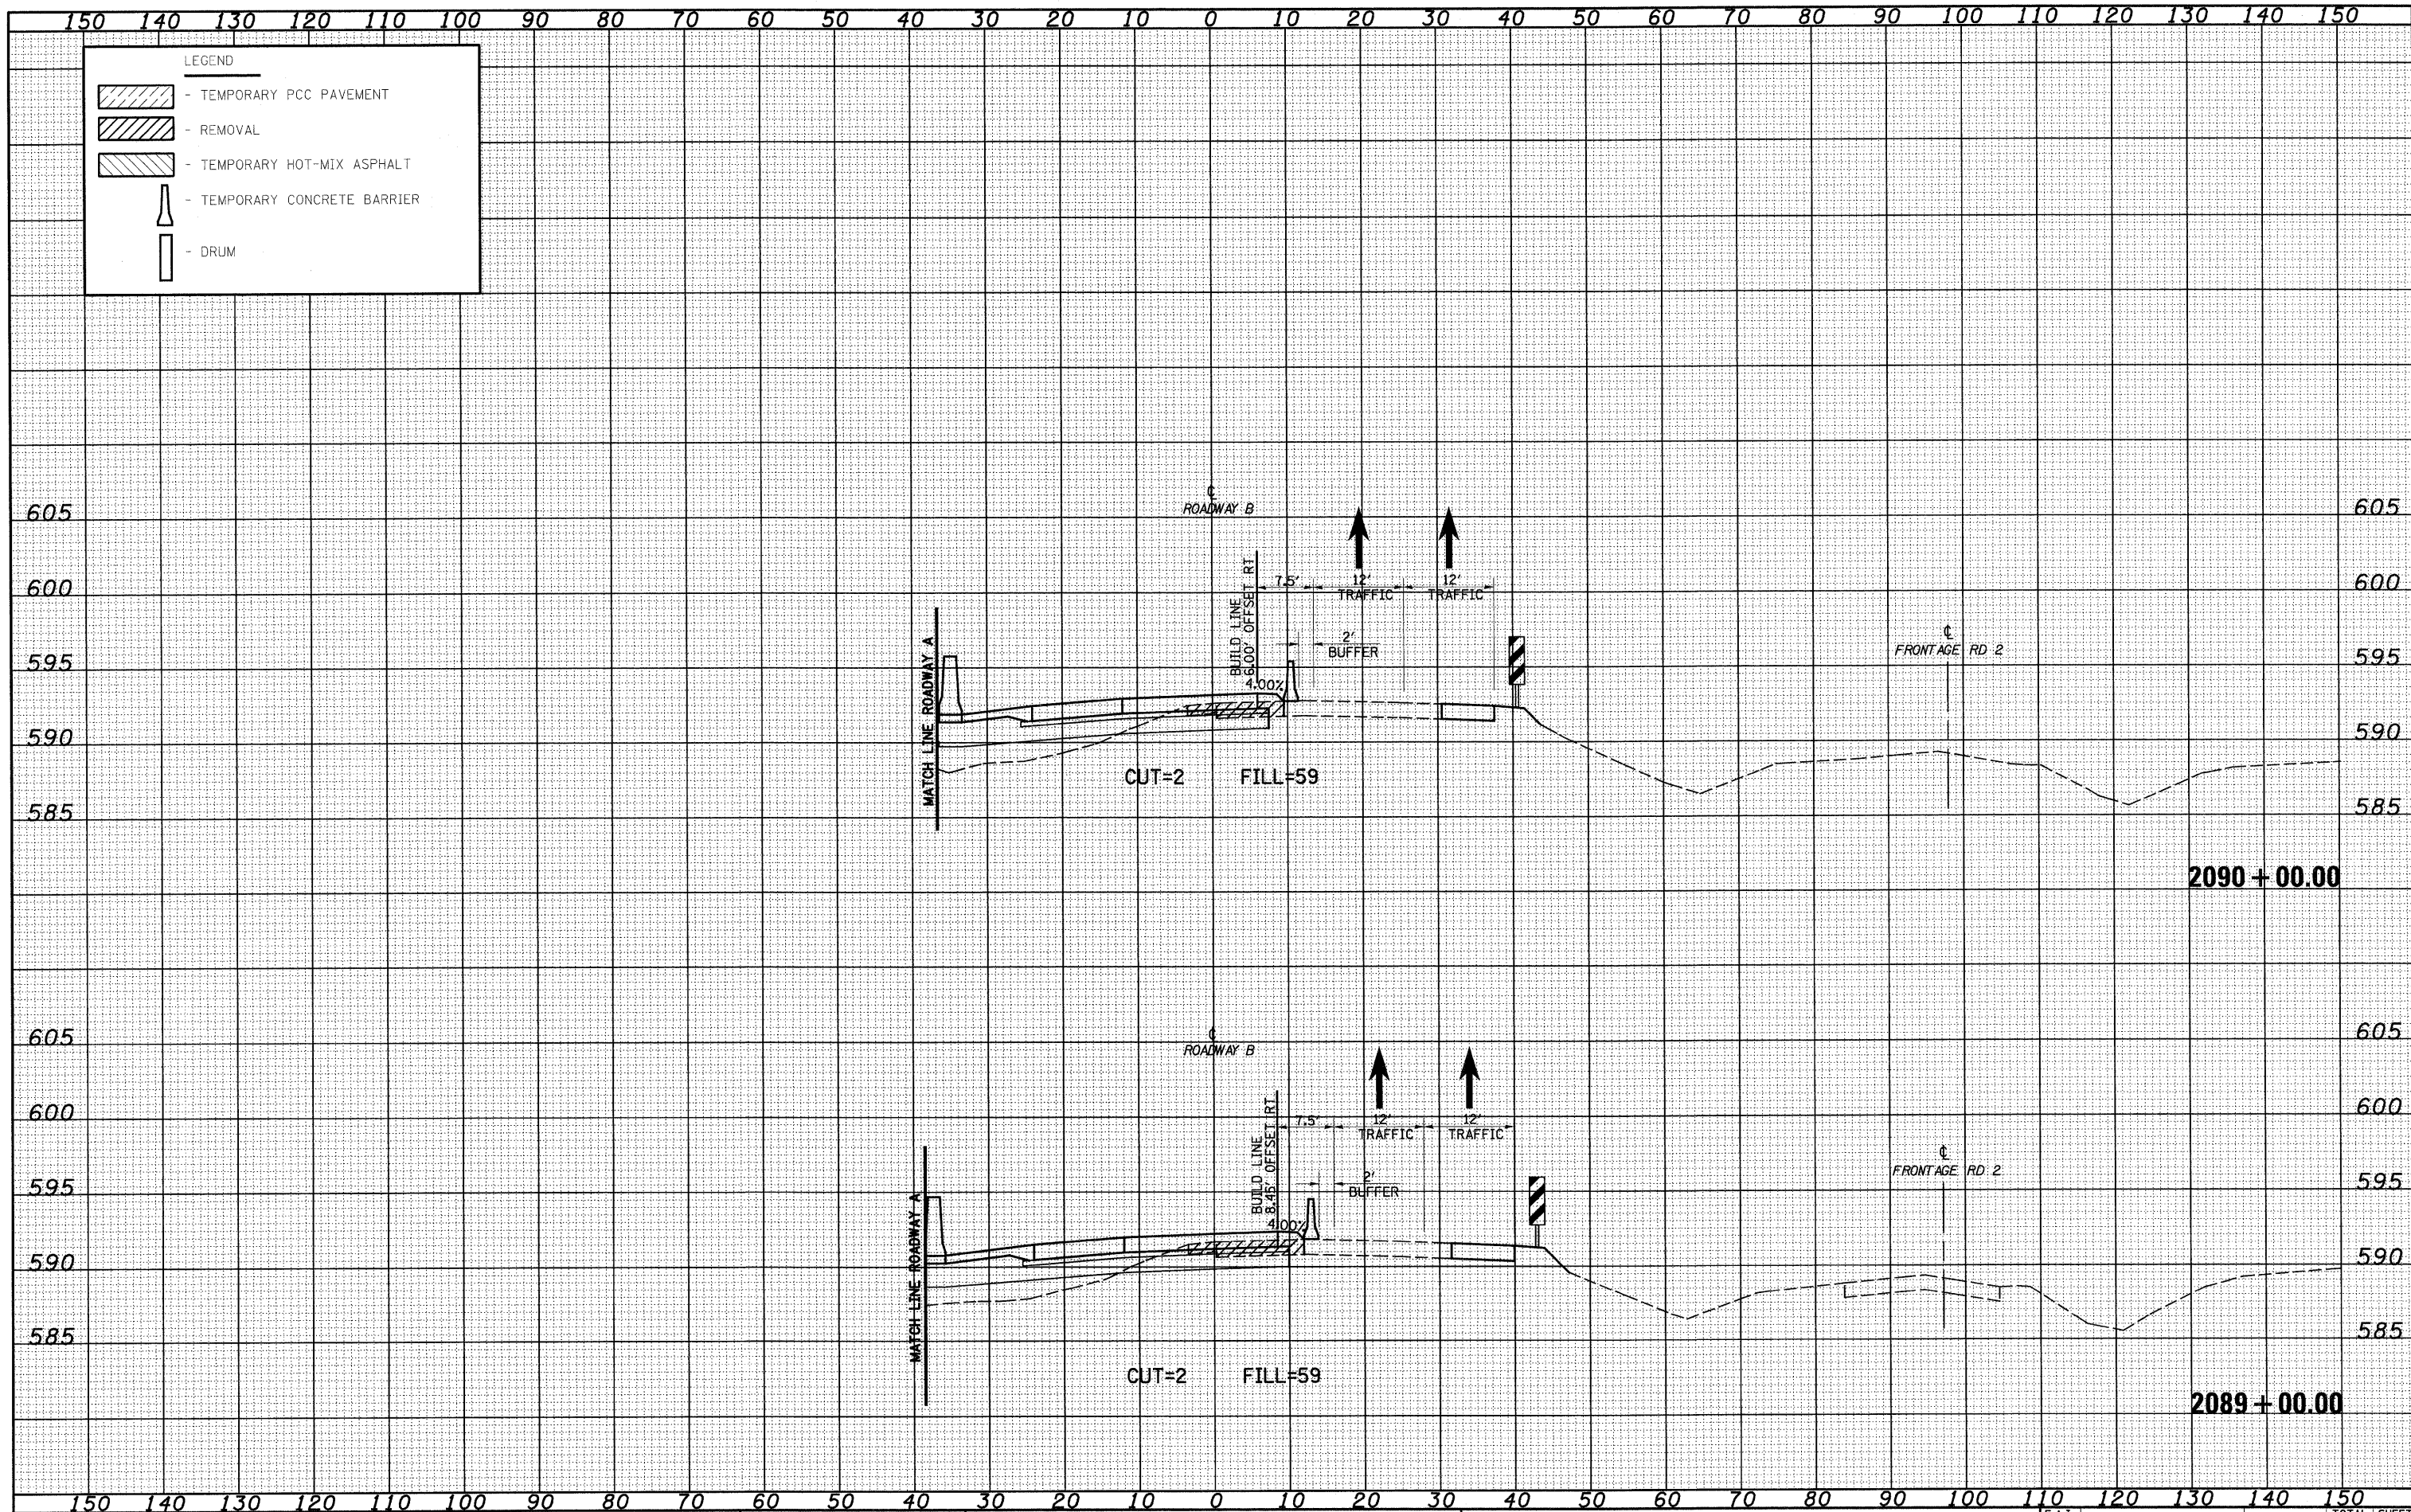 150 140 130 120 110 100 90 80 70 60 50 40 30 20 10 0 10 20 30 40 50 60 70 80 90 100 110 120 130 140 150
LEGEND
- TEMPORARY PCC PAVEMENT
- REMOVAL
- TEMPORARY HOT-MIX ASPHALT
- TEMPORARY CONCRETE BARRIER
- DRUM
℄
ROADWAY B
605 605
600 600
595 595
590 590
585 585
MATCH LINE ROADWAY A
BUILD LINE
6.00' OFFSET RT
7.5' 12' 12'
TRAFFIC TRAFFIC
2'
BUFFER
4.00%
℄
FRONTAGE RD 2
CUT=2 FILL=59
2090+00.00
℄
ROADWAY B
605 605
600 600
595 595
590 590
585 585
MATCH LINE ROADWAY A
BUILD LINE
8.45' OFFSET RT
7.5' 12' 12'
TRAFFIC TRAFFIC
2'
BUFFER
4.00%
℄
FRONTAGE RD 2
CUT=2 FILL=59
2089+00.00
150 140 130 120 110 100 90 80 70 60 50 40 30 20 10 0 10 20 30 40 50 60 70 80 90 100 110 120 130 140 150
TOTAL SHEET